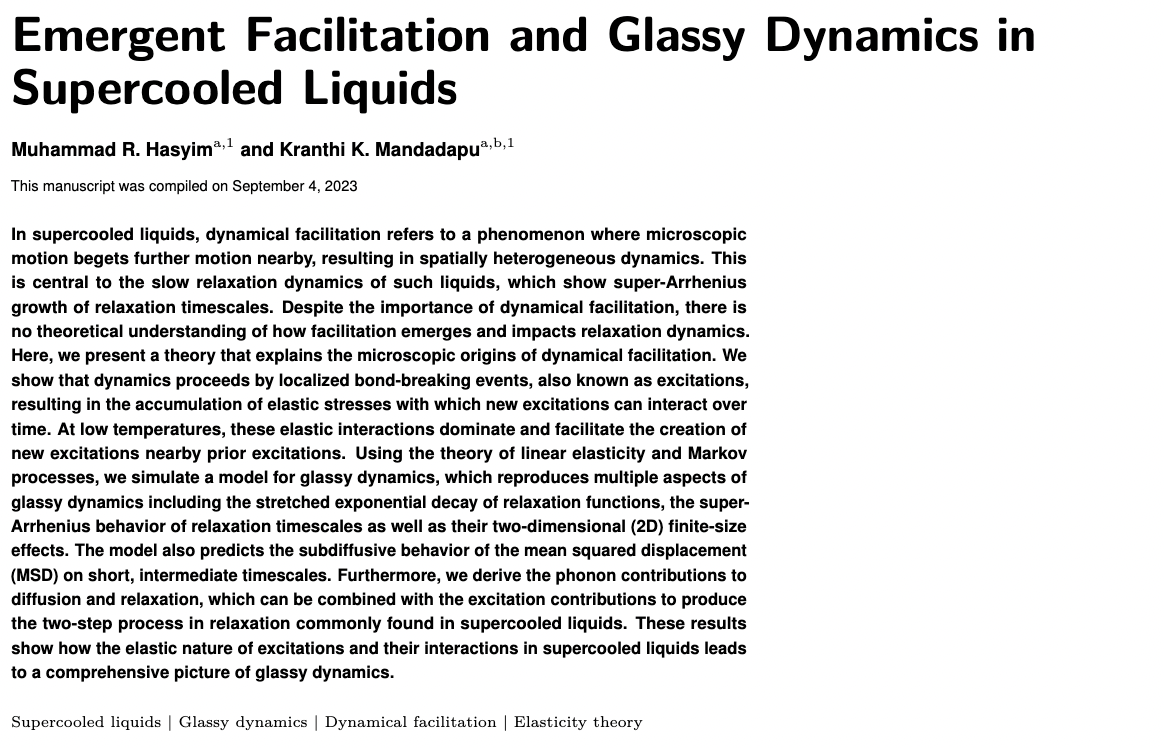 Emergent Facilitation and Glassy Dynamics in
Supercooled Liquids
Muhammad R. Hasyim^a,1 and Kranthi K. Mandadapu^a,b,1
This manuscript was compiled on September 4, 2023
In supercooled liquids, dynamical facilitation refers to a phenomenon where microscopic
motion begets further motion nearby, resulting in spatially heterogeneous dynamics. This
is central to the slow relaxation dynamics of such liquids, which show super-Arrhenius
growth of relaxation timescales. Despite the importance of dynamical facilitation, there is
no theoretical understanding of how facilitation emerges and impacts relaxation dynamics.
Here, we present a theory that explains the microscopic origins of dynamical facilitation. We
show that dynamics proceeds by localized bond-breaking events, also known as excitations,
resulting in the accumulation of elastic stresses with which new excitations can interact over
time. At low temperatures, these elastic interactions dominate and facilitate the creation of
new excitations nearby prior excitations. Using the theory of linear elasticity and Markov
processes, we simulate a model for glassy dynamics, which reproduces multiple aspects of
glassy dynamics including the stretched exponential decay of relaxation functions, the super-
Arrhenius behavior of relaxation timescales as well as their two-dimensional (2D) finite-size
effects. The model also predicts the subdiffusive behavior of the mean squared displacement
(MSD) on short, intermediate timescales. Furthermore, we derive the phonon contributions to
diffusion and relaxation, which can be combined with the excitation contributions to produce
the two-step process in relaxation commonly found in supercooled liquids. These results
show how the elastic nature of excitations and their interactions in supercooled liquids leads
to a comprehensive picture of glassy dynamics.
Supercooled liquids | Glassy dynamics | Dynamical facilitation | Elasticity theory